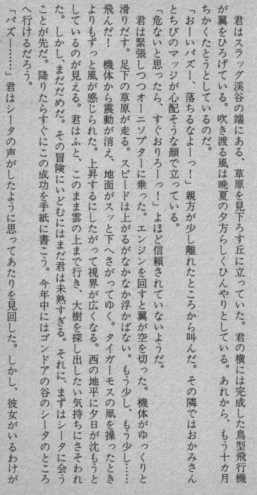 君はスラッグ渓谷の端にある、草原を見下ろす丘に立っていた。君の横には完成した鳥型飛行機
が翼をひろげている。吹き渡る風は晩夏の夕方らしくひんやりとしている。あれから、もう十カ月
ちかくたとうとしているのだ。
「おーいパズー、落ちるなよーっ！」親方が少し離れたところから叫んだ。その隣ではおかみさん
とちびのマッジが心配そうな顔で立っている。
「危ないと思ったら、すぐおりろーっ！」よほど信頼されていないようだ。
君は緊張しつつオーニソプターに乗った。エンジンを回すと翼が空を切った。機体がゆっくりと
滑りだす。足下の草原が走る。スピードは上がるがなかなか浮かばない。もう少し、もう少し……
飛んだ！　機体から震動が消え、地面がスッと下へさがってゆく。タイガーモスの凧を操ったとき
よりもずっと風が感じられた。上昇するにしたがって視界が広くなる。西の地平に夕日が沈もうと
しているのが見える。君はふと、このまま雲の上まで行き、大樹を探し出したい気持ちにさそわれ
た。しかし、まだだめだ。その冒険にいどむにはまだ君は未熟すぎる。それに、まずはシータに会う
ことが先だ。降りたらすぐにこの成功を手紙に書こう。今年中にはゴンドアの谷のシータのところ
へ行けるだろう。
「パズー……」君はシータの声がしたように思ってあたりを見回した。しかし、彼女がいるわけが